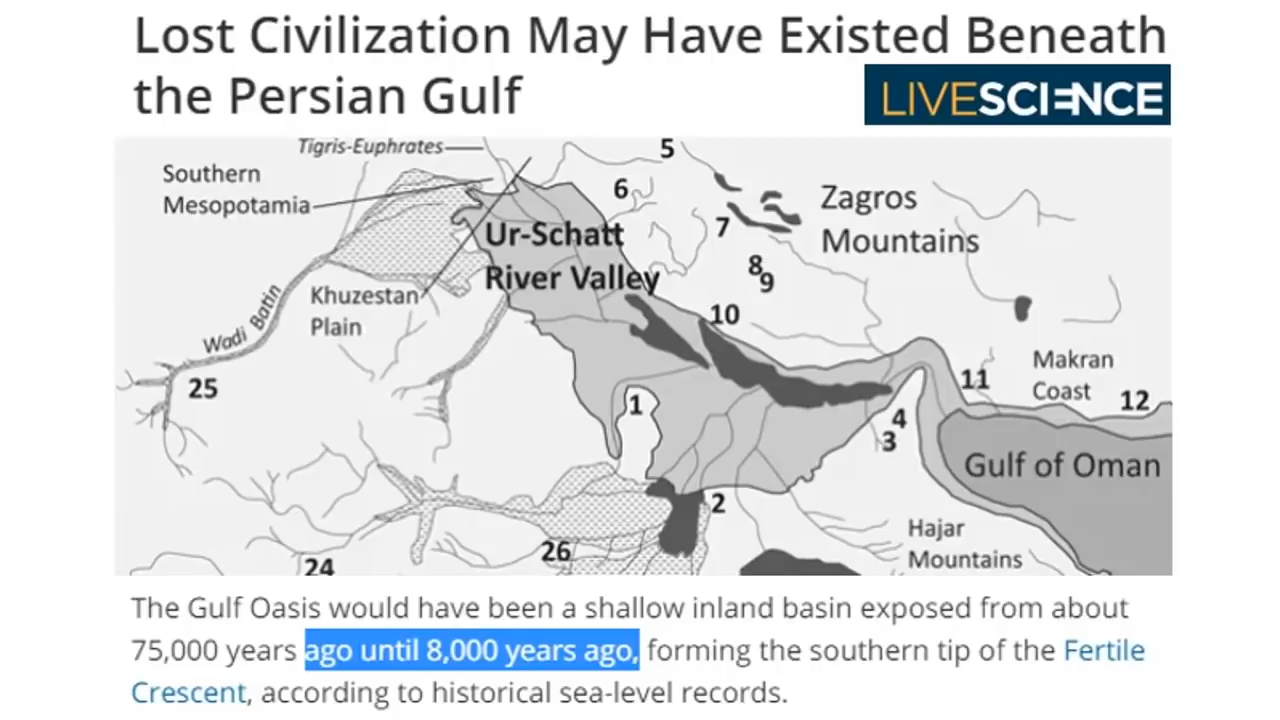 Lost Civilization May Have Existed Beneath
the Persian Gulf
LIVESCIENCE
Tigris-Euphrates
5
Southern
Mesopotamia
6
Zagros
Mountains
7
Ur-Schatt
River Valley
8
9
Khuzestan
Plain
Wadi Batin
10
25
1
11
Makran
Coast
12
4
3
Gulf of Oman
2
Hajar
Mountains
26
24
The Gulf Oasis would have been a shallow inland basin exposed from about
75,000 years ago until 8,000 years ago, forming the southern tip of the Fertile
Crescent, according to historical sea-level records.